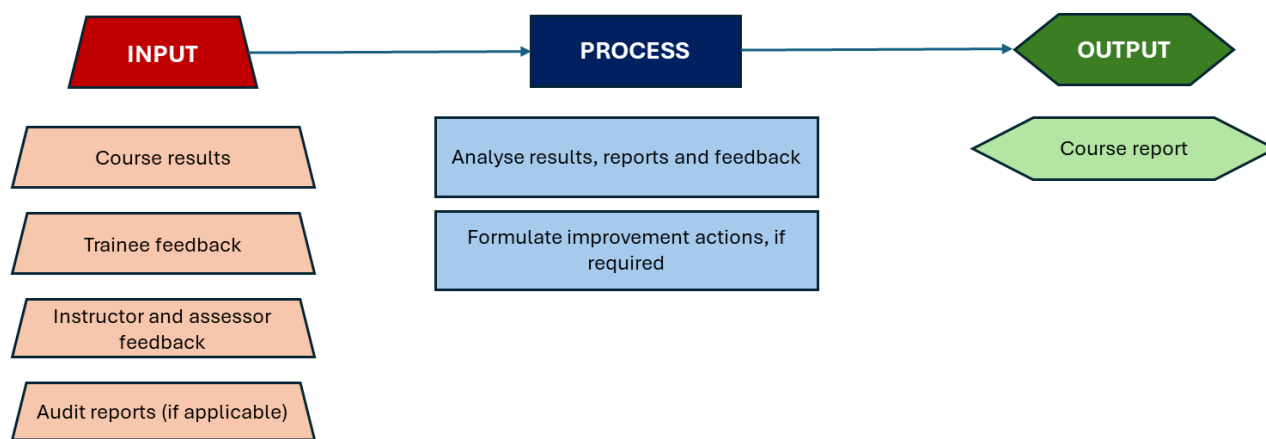 INPUT
PROCESS
OUTPUT
Course results
Analyse results, reports and feedback
Course report
Trainee feedback
Formulate improvement actions, if
required
Instructor and assessor
feedback
Audit reports (if applicable)